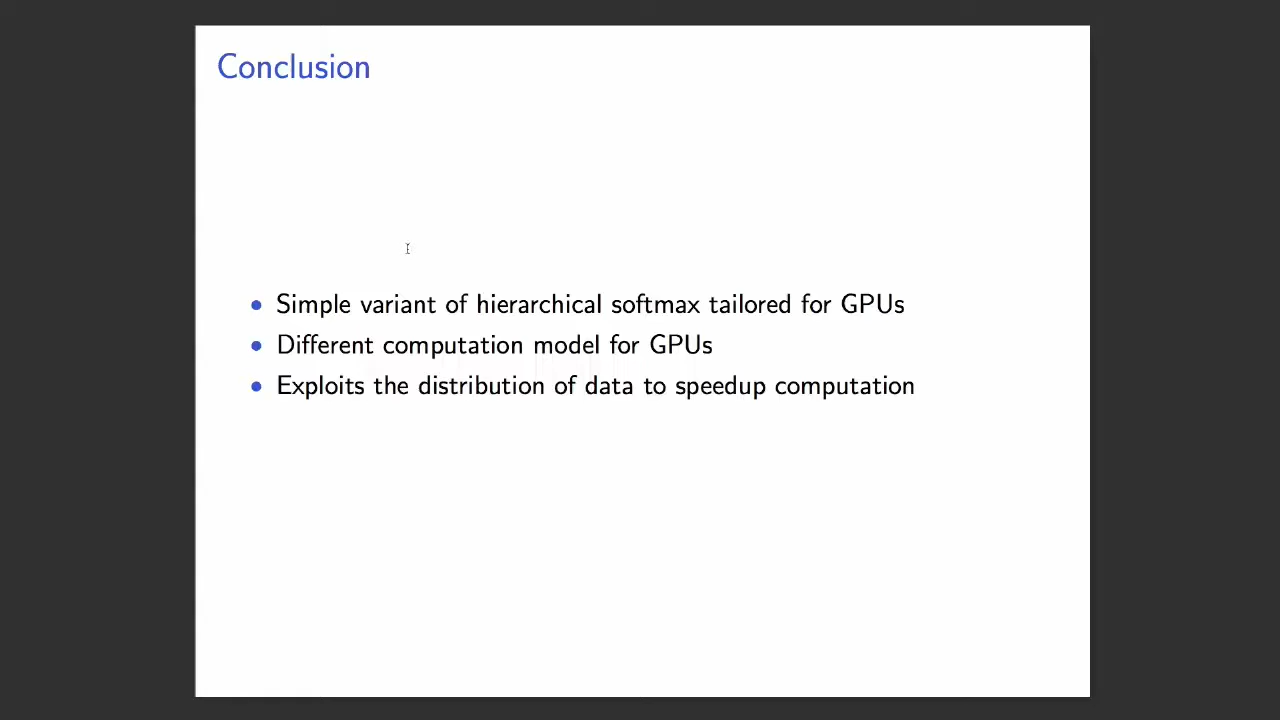 Conclusion
• Simple variant of hierarchical softmax tailored for GPUs
• Different computation model for GPUs
• Exploits the distribution of data to speedup computation